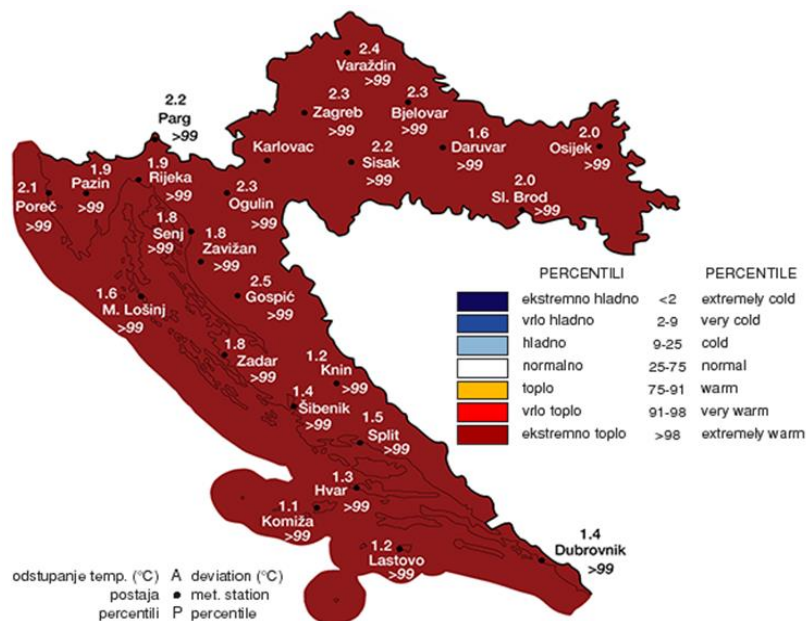 2.4
Varaždin
>99
2.3
Zagreb
>99
2.3
Bjelovar
>99
2.2
Parg
>99
Karlovac
2.2
Sisak
>99
1.6
Daruvar
>99
2.0
Osijek
>99
2.1
Poreč
>99
1.9
Pazin
>99
1.9
Rijeka
>99
2.3
Ogulin
>99
2.0
Sl. Brod
>99
1.8
Senj
>99
1.8
Zavižan
>99
1.6
M. Lošinj
>99
2.5
Gospić
>99
1.8
Zadar
>99
1.2
Knin
>99
1.4
Šibenik
>99
1.5
Split
>99
1.3
Hvar
>99
1.1
Komiža
>99
1.2
Lastovo
>99
1.4
Dubrovnik
>99
PERCENTILI PERCENTILE
ekstremno hladno <2 extremely cold
vrlo hladno 2-9 very cold
hladno 9-25 cold
normalno 25-75 normal
toplo 75-91 warm
vrlo toplo 91-98 very warm
ekstremno toplo >98 extremely warm
odstupanje temp. (°C) A deviation (°C)
postaja met. station
percentili P percentile